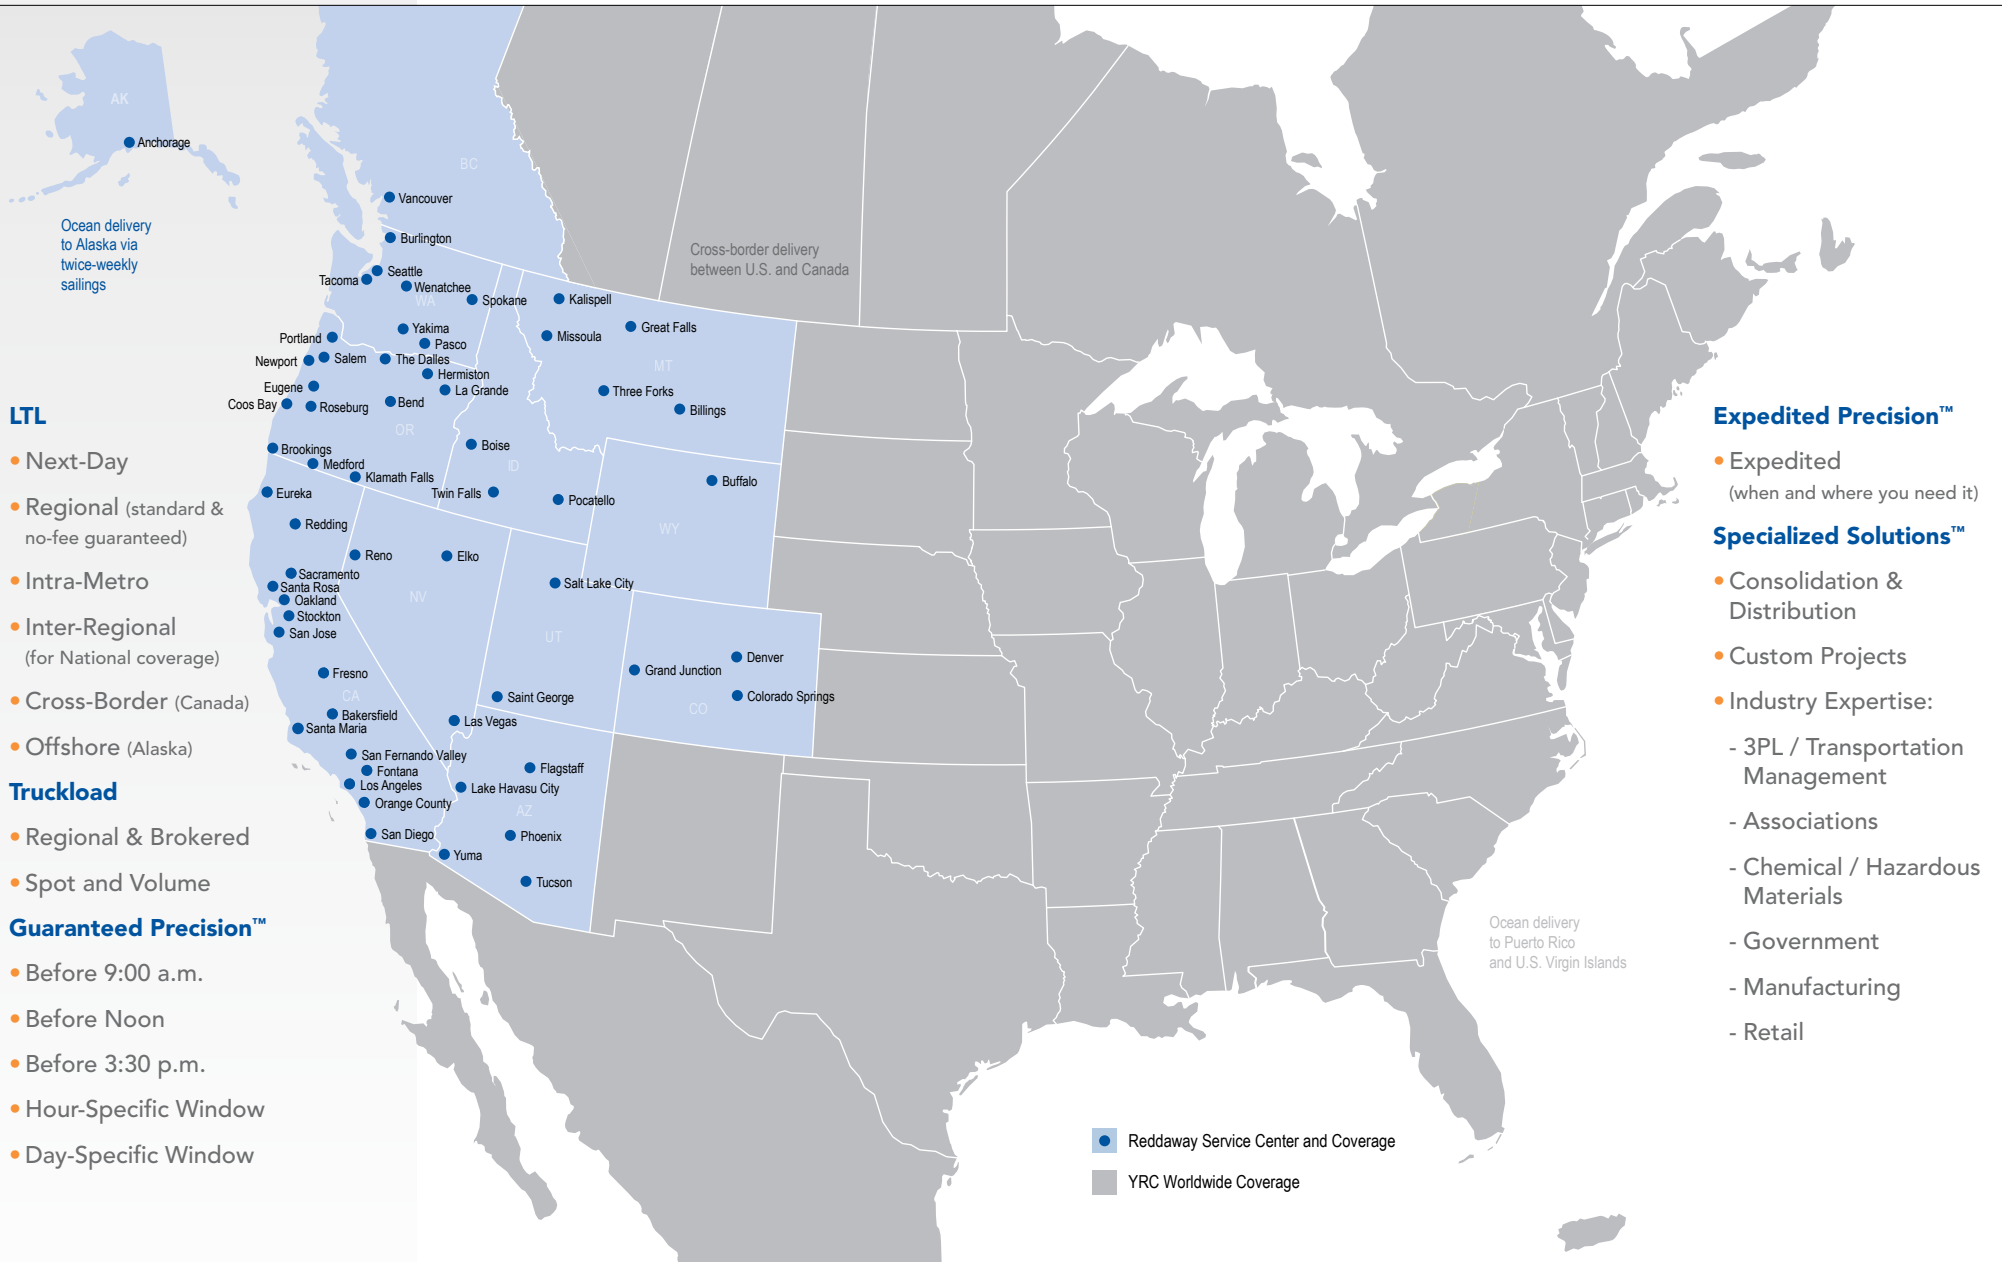 AK
Anchorage
Ocean delivery
to Alaska via
twice-weekly
sailings
LTL
• Next-Day
• Regional (standard &
no-fee guaranteed)
• Intra-Metro
• Inter-Regional
(for National coverage)
• Cross-Border (Canada)
• Offshore (Alaska)
Truckload
• Regional & Brokered
• Spot and Volume
Guaranteed Precision™
• Before 9:00 a.m.
• Before Noon
• Before 3:30 p.m.
• Hour-Specific Window
• Day-Specific Window
BC
Vancouver
Burlington
Seattle
Tacoma
Wenatchee
WA
Spokane
Yakima
Pasco
Portland
Newport
Salem
The Dalles
Hermiston
La Grande
Eugene
Coos Bay
Roseburg
Bend
OR
Brookings
Medford
Klamath Falls
Kalispell
Great Falls
Missoula
MT
Three Forks
Billings
Boise
ID
Twin Falls
Pocatello
Buffalo
WY
Eureka
Redding
Reno
Elko
NV
Sacramento
Santa Rosa
Oakland
Stockton
San Jose
Fresno
CA
Bakersfield
Santa Maria
San Fernando Valley
Fontana
Los Angeles
Orange County
San Diego
Salt Lake City
UT
Saint George
Las Vegas
Grand Junction
Denver
Colorado Springs
CO
Flagstaff
Lake Havasu City
AZ
Phoenix
Yuma
Tucson
Cross-border delivery
between U.S. and Canada
Ocean delivery
to Puerto Rico
and U.S. Virgin Islands
Reddaway Service Center and Coverage
YRC Worldwide Coverage
Expedited Precision™
• Expedited
(when and where you need it)
Specialized Solutions™
• Consolidation &
Distribution
• Custom Projects
• Industry Expertise:
- 3PL / Transportation
Management
- Associations
- Chemical / Hazardous
Materials
- Government
- Manufacturing
- Retail